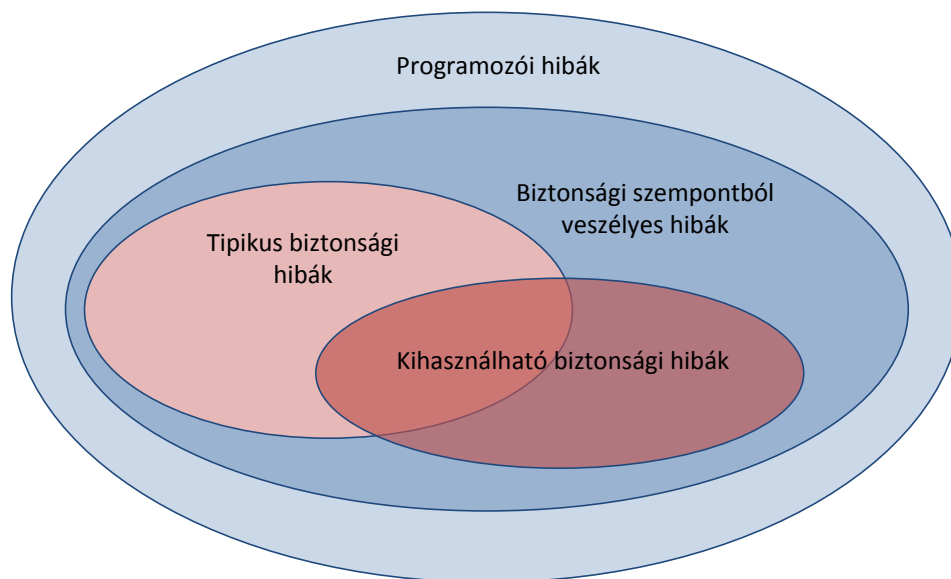 Programozói hibák
Biztonsági szempontból
veszélyes hibák
Tipikus biztonsági
hibák
Kihasználható biztonsági hibák